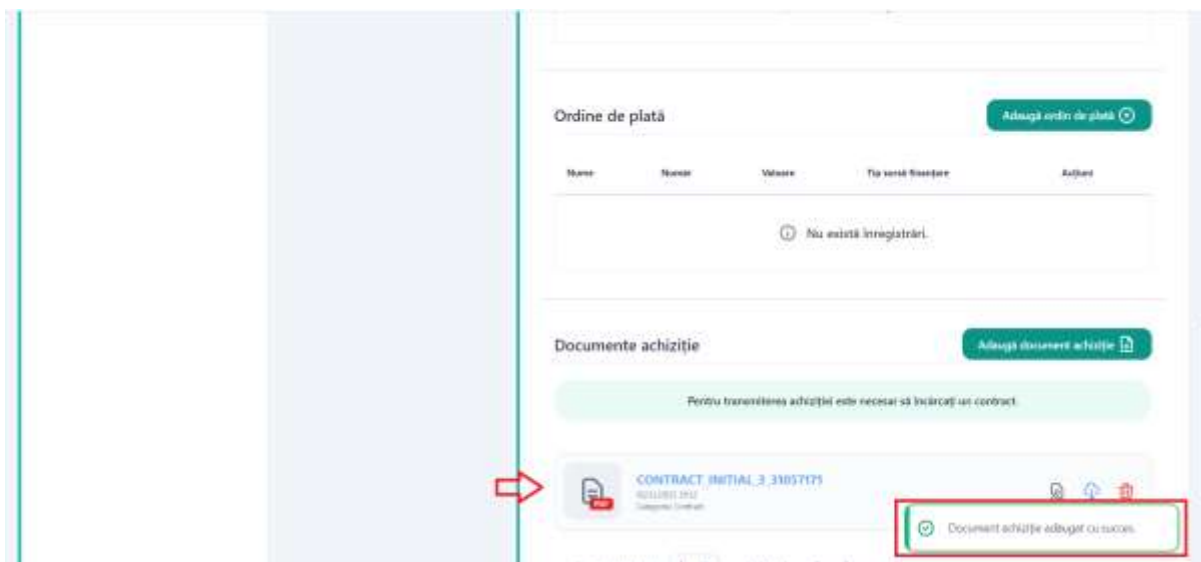 Ordine de plată
Adaugă ordin de plată
Nume Număr Valoare Tip sursă finanțare Acțiuni
Nu există înregistrări.
Documente achiziție
Adaugă document achiziție
Pentru transmiterea achiziției este necesar să încărcați un contract.
CONTRACT_INITIAL_3_31057171
Categorie: Contract
Document achiziție adăugat cu succes.